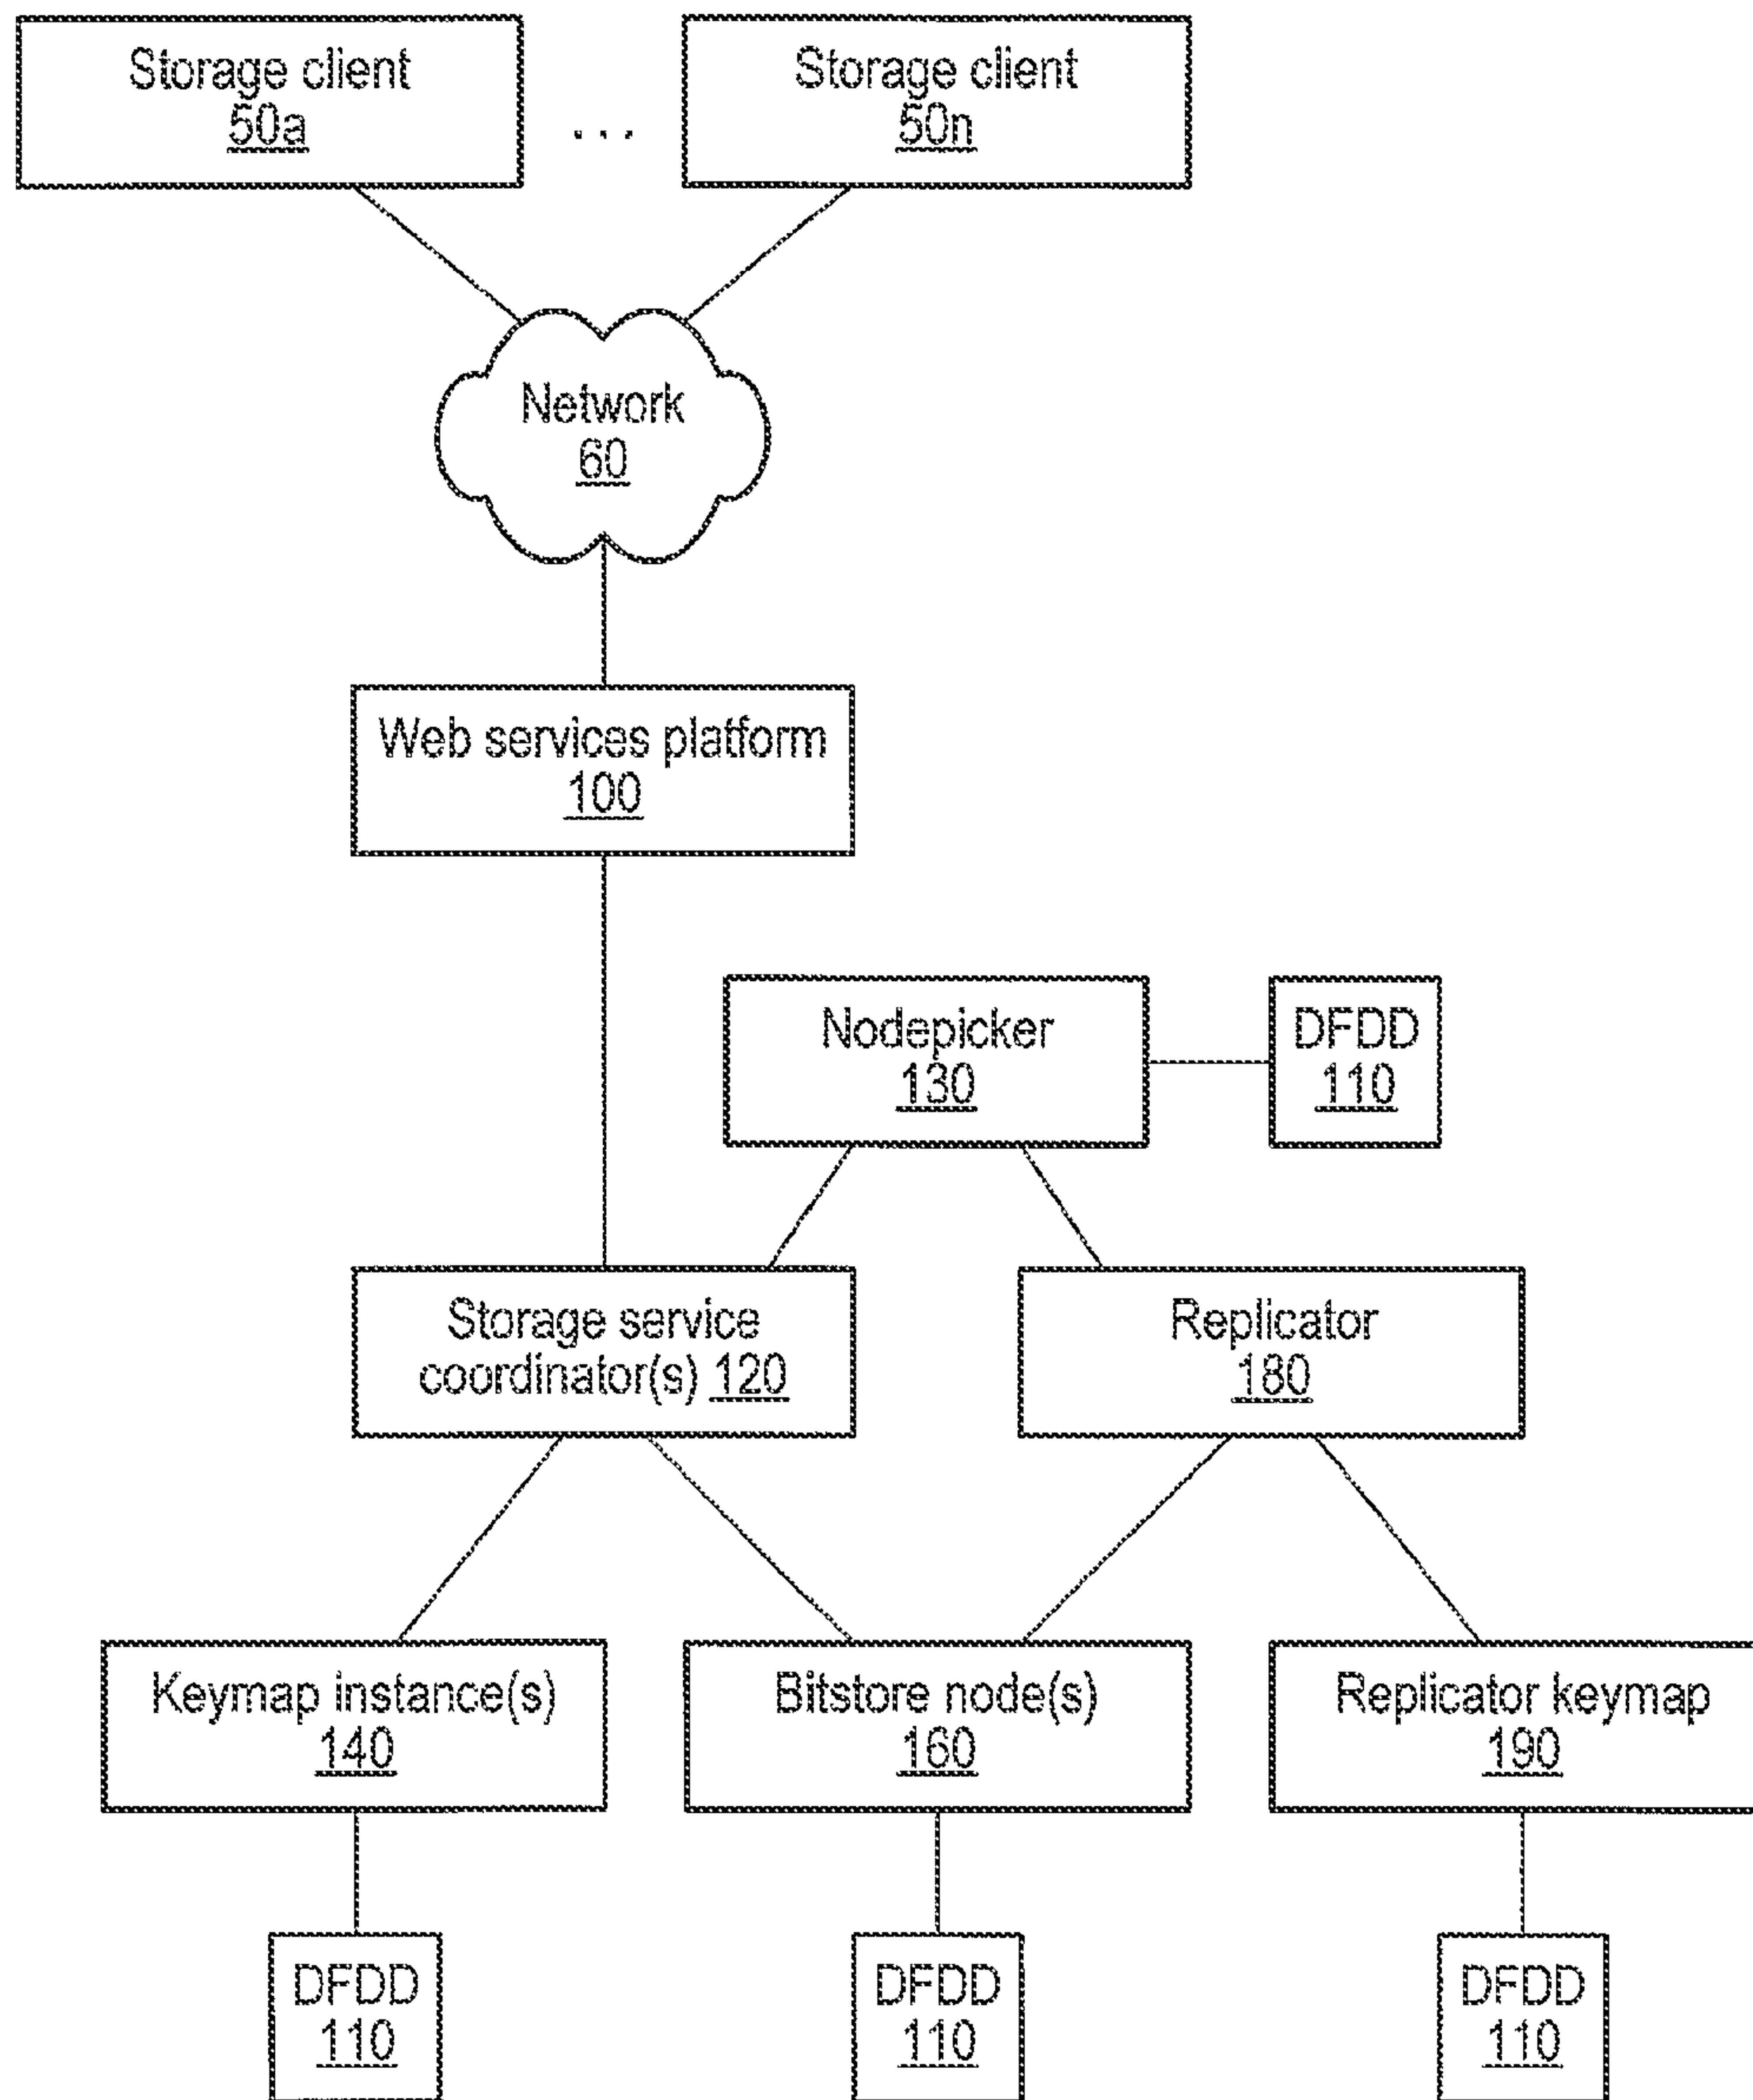 Storage client
50a
...
Storage client
50n
Network
60
Web services platform
100
Nodepicker
130
DFDD
110
Storage service
coordinator(s) 120
Replicator
180
Keymap instance(s)
140
Bitstore node(s)
160
Replicator keymap
190
DFDD
110
DFDD
110
DFDD
110